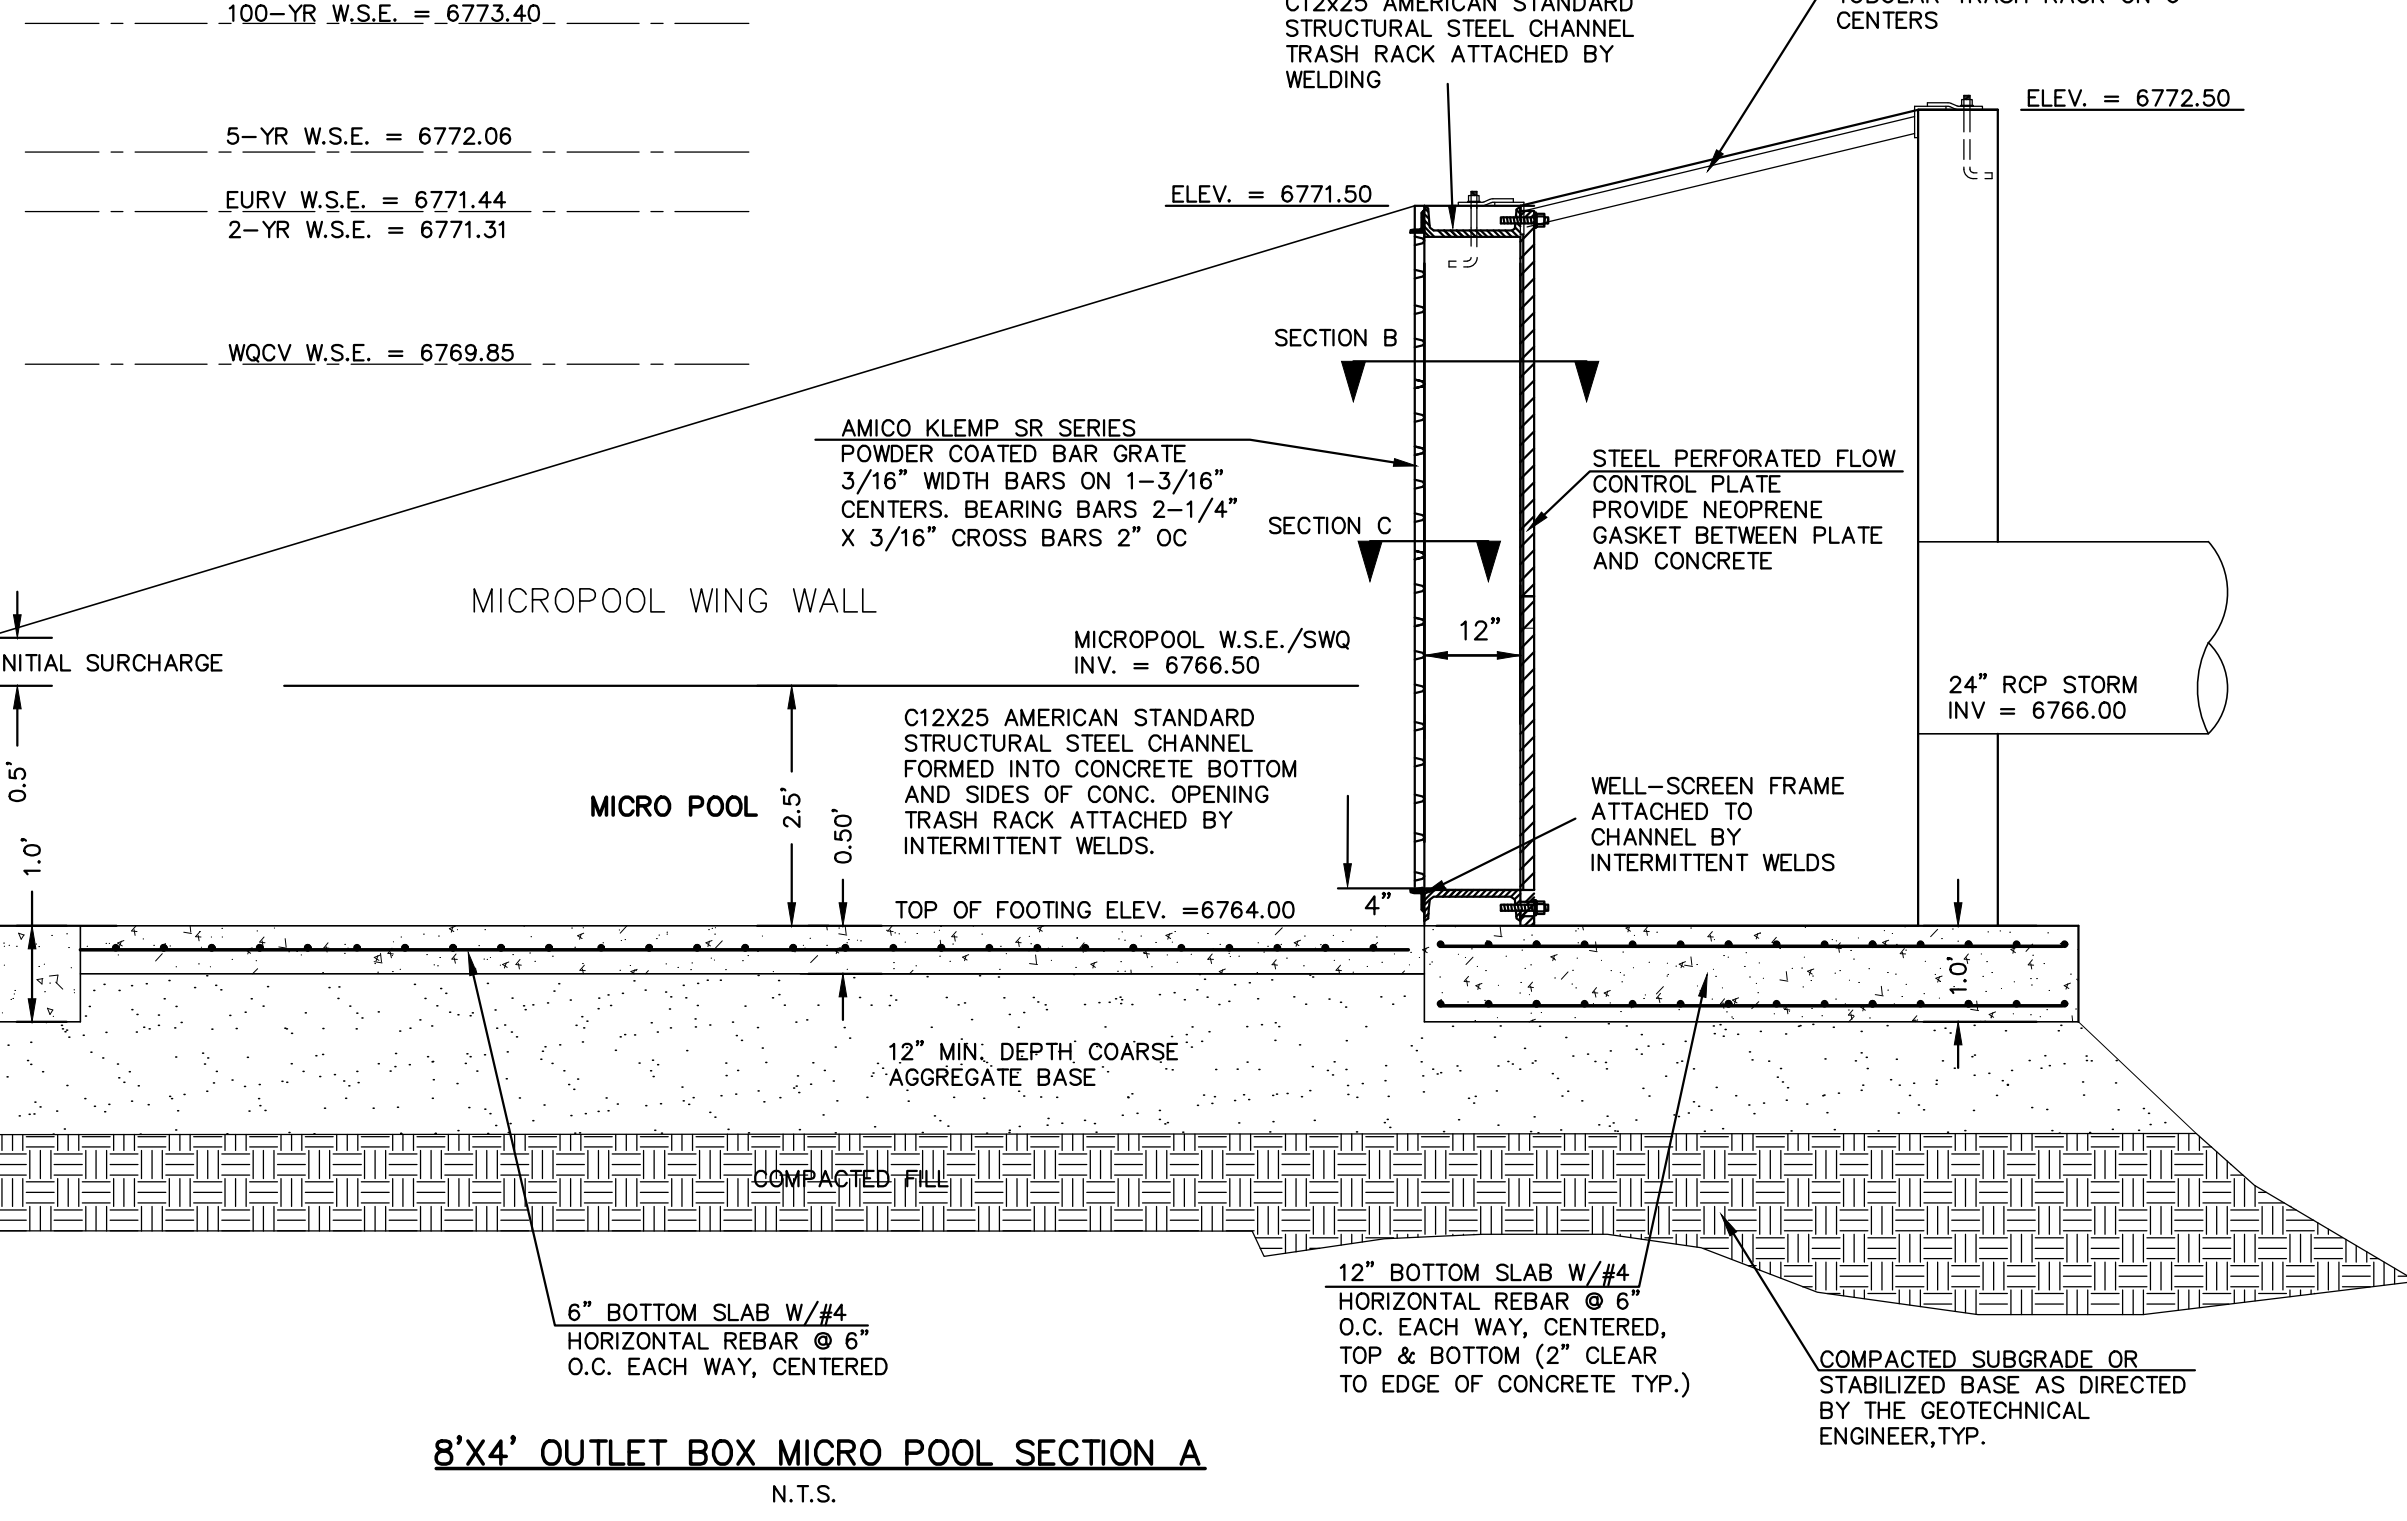 100-YR W.S.E. = 6773.40
5-YR W.S.E. = 6772.06
EURV W.S.E. = 6771.44
2-YR W.S.E. = 6771.31
WQCV W.S.E. = 6769.85
C12x25 AMERICAN STANDARD
STRUCTURAL STEEL CHANNEL
TRASH RACK ATTACHED BY
WELDING
TUBULAR TRASH RACK ON
CENTERS
ELEV. = 6772.50
ELEV. = 6771.50
SECTION B
AMICO KLEMP SR SERIES
POWDER COATED BAR GRATE
3/16" WIDTH BARS ON 1-3/16"
CENTERS. BEARING BARS 2-1/4"
X 3/16" CROSS BARS 2" OC
SECTION C
STEEL PERFORATED FLOW
CONTROL PLATE
PROVIDE NEOPRENE
GASKET BETWEEN PLATE
AND CONCRETE
MICROPOOL WING WALL
12"
MICROPOOL W.S.E./SWQ
INV. = 6766.50
NITIAL SURCHARGE
0.5'
1.0'
24" RCP STORM
INV = 6766.00
C12X25 AMERICAN STANDARD
STRUCTURAL STEEL CHANNEL
FORMED INTO CONCRETE BOTTOM
AND SIDES OF CONC. OPENING
TRASH RACK ATTACHED BY
INTERMITTENT WELDS.
MICRO POOL
2.5'
0.50'
WELL-SCREEN FRAME
ATTACHED TO
CHANNEL BY
INTERMITTENT WELDS
4"
TOP OF FOOTING ELEV. =6764.00
1.0'
12" MIN. DEPTH COARSE
AGGREGATE BASE
COMPACTED FILL
6" BOTTOM SLAB W/#4
HORIZONTAL REBAR @ 6"
O.C. EACH WAY, CENTERED
12" BOTTOM SLAB W/#4
HORIZONTAL REBAR @ 6"
O.C. EACH WAY, CENTERED,
TOP & BOTTOM (2" CLEAR
TO EDGE OF CONCRETE TYP.)
COMPACTED SUBGRADE OR
STABILIZED BASE AS DIRECTED
BY THE GEOTECHNICAL
ENGINEER,TYP.
8'X4' OUTLET BOX MICRO POOL SECTION A
N.T.S.